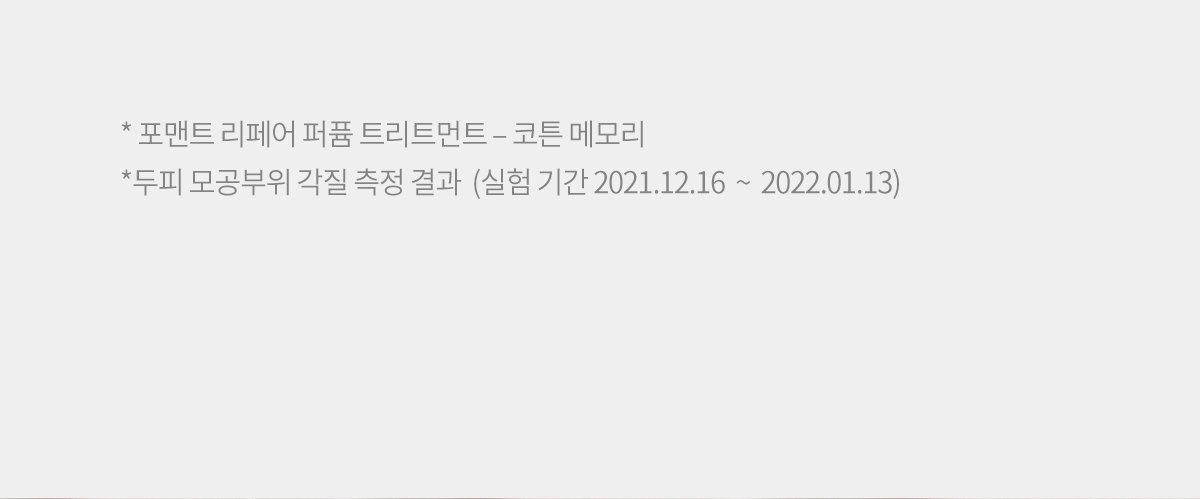 * 포맨트 리페어 퍼퓸 트리트먼트 – 코튼 메모리
*두피 모공부위 각질 측정 결과 (실험 기간 2021.12.16 ~ 2022.01.13)